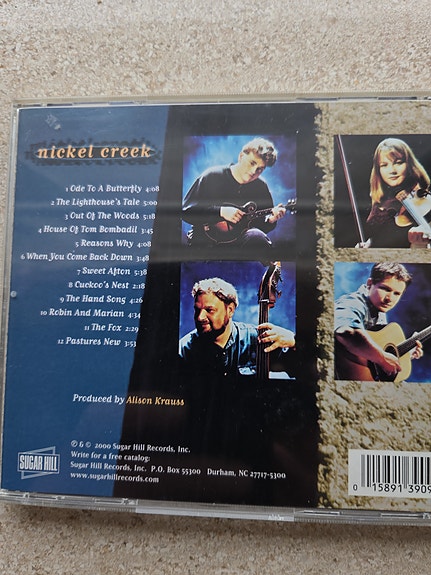 nickel creek
1 Ode To A Butterfly 4:08
2 The Lighthouse's Tale 5:00
3 Out Of The Woods 5:18
4 House Of Tom Bombadil 3:45
5 Reasons Why 4:08
6 When You Come Back Down 3:48
7 Sweet Afton 5:38
8 Cuckoo's Nest 2:18
9 The Hand Song 4:26
10 Robin And Marian 4:34
11 The Fox 2:29
12 Pastures New 3:53
Produced by Alison Krauss
℗ & © 2000 Sugar Hill Records, Inc.
Write for a free catalog:
Sugar Hill Records, Inc. P.O. Box 55300 Durham, NC 27717-5300
www.sugarhillrecords.com
SUGAR HILL
0 15891 3909